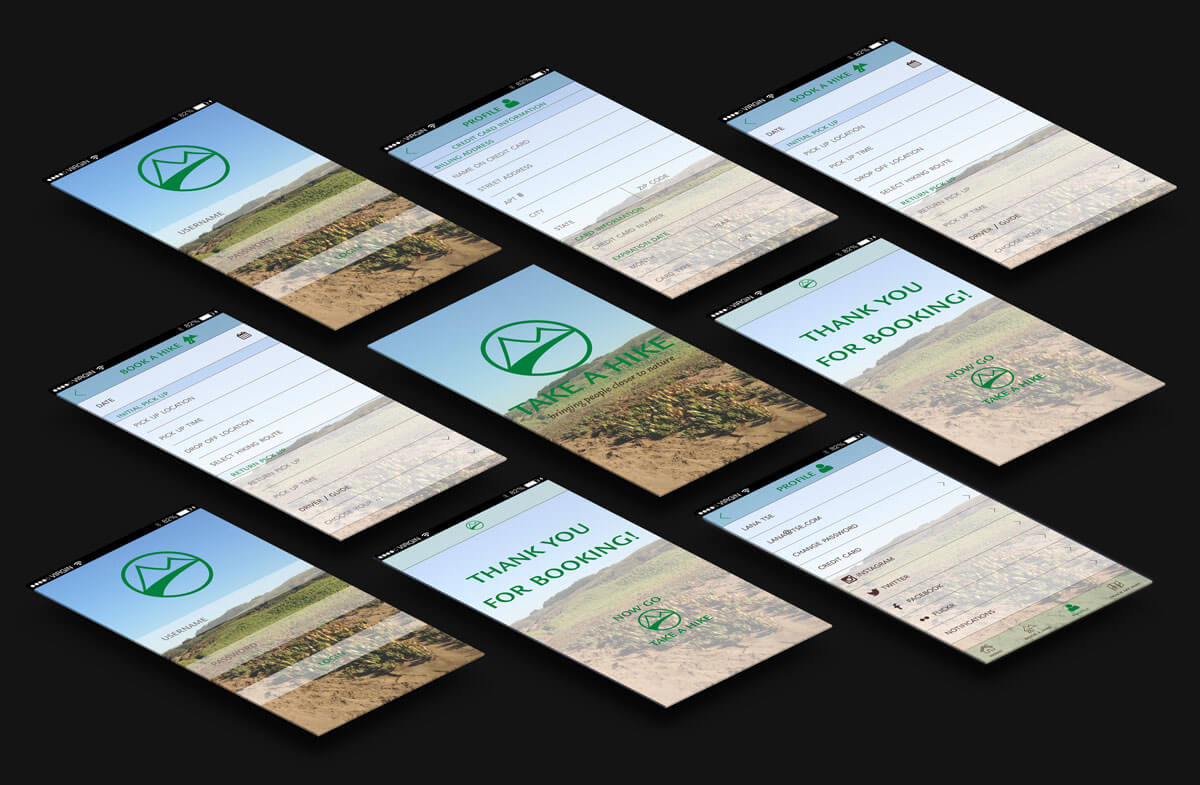 VIRGIN 82%
USERNAME
PASSWORD
LOGIN
VIRGIN 82%
PROFILE
CREDIT CARD INFORMATION
BILLING ADDRESS
NAME ON CREDIT CARD
STREET ADDRESS
APT #
CITY
STATE ZIP CODE
CARD INFORMATION
CREDIT CARD NUMBER
EXPIRATION DATE
MONTH YEAR
CARD TYPE
VIRGIN 82%
BOOK A HIKE
DATE
INITIAL PICK UP
PICK UP LOCATION
PICK UP TIME
DROP OFF LOCATION
SELECT HIKING ROUTE
RETURN PICK UP
RETURN PICK UP
PICK UP TIME
DRIVER / GUIDE
CHOOSE YOUR
VIRGIN 82%
BOOK A HIKE
DATE
INITIAL PICK UP
PICK UP LOCATION
PICK UP TIME
DROP OFF LOCATION
SELECT HIKING ROUTE
RETURN PICK UP
RETURN PICK UP
PICK UP TIME
DRIVER / GUIDE
CHOOSE YOUR
TAKE A HIKE
bringing people closer to nature
VIRGIN 82%
THANK YOU
FOR BOOKING!
NOW GO
TAKE A HIKE
VIRGIN 82%
USERNAME
PASSWORD
LOGIN
VIRGIN 82%
THANK YOU
FOR BOOKING!
NOW GO
TAKE A HIKE
VIRGIN 82%
PROFILE
LANA TSE
LANA@TSE.COM
CHANGE PASSWORD
CREDIT CARD
INSTAGRAM
TWITTER
FACEBOOK
FLICKR
NOTIFICATIONS